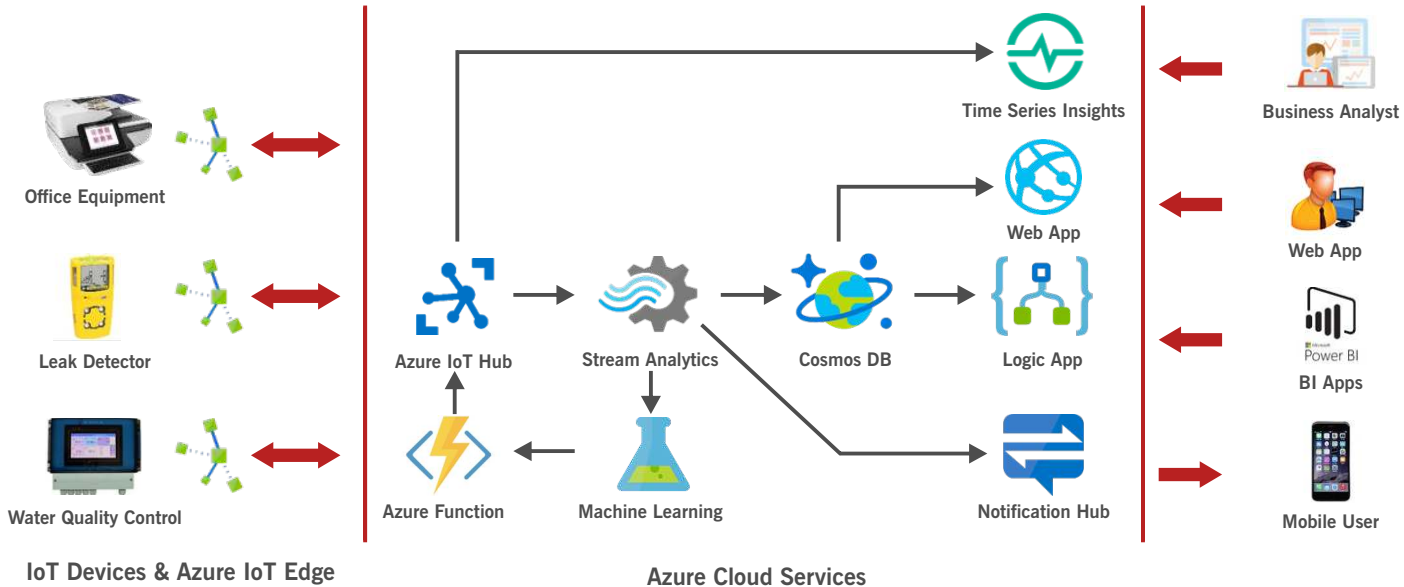 Time Series Insights
Business Analyst
Office Equipment
Web App
Web App
Leak Detector
Azure IoT Hub
Stream Analytics
Cosmos DB
Logic App
Microsoft
Power BI
BI Apps
Water Quality Control
Azure Function
Machine Learning
Notification Hub
Mobile User
IoT Devices & Azure IoT Edge
Azure Cloud Services